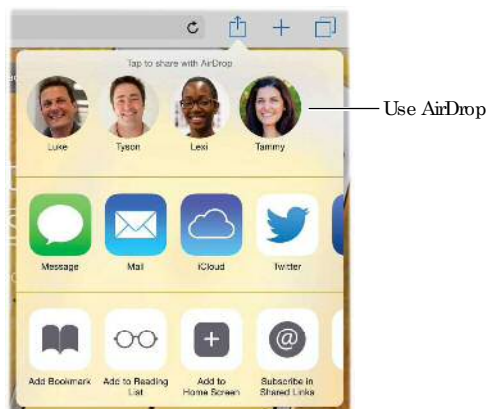 Tap to share with AirDrop
Use AirDrop
Luke Tyson Lexi Tammy
Message Mail iCloud Twitter
Add Bookmark Add to Reading List Add to Home Screen Subscribe in Shared Links